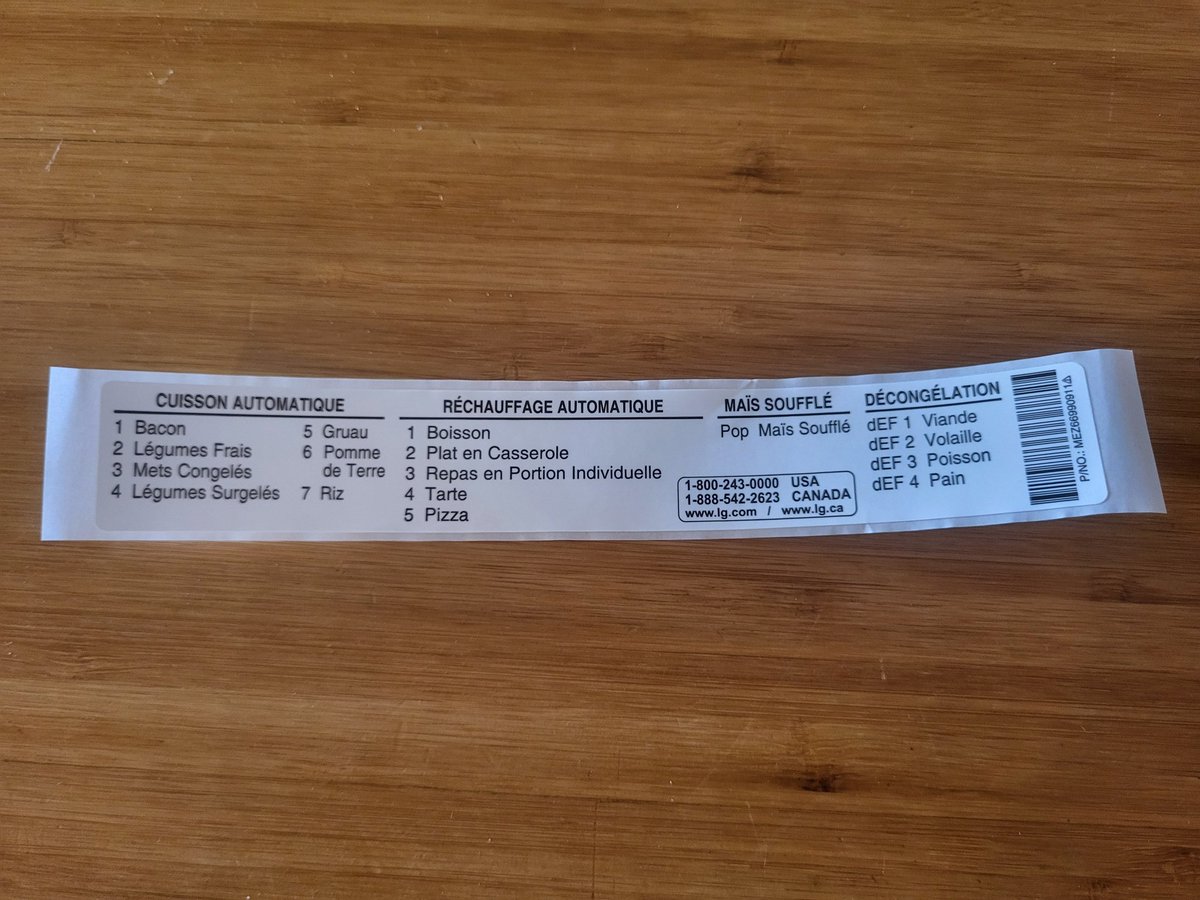 CUISSON AUTOMATIQUE
1 Bacon
2 Légumes Frais
3 Mets Congelés
4 Légumes Surgelés
5 Gruau
6 Pomme
de Terre
7 Riz
RÉCHAUFFAGE AUTOMATIQUE
1 Boisson
2 Plat en Casserole
3 Repas en Portion Individuelle
4 Tarte
5 Pizza
MAÏS SOUFFLÉ
Pop Maïs Soufflé
1-800-243-0000 USA
1-888-542-2623 CANADA
www.lg.com / www.lg.ca
DÉCONGÉLATION
dEF 1 Viande
dEF 2 Volaille
dEF 3 Poisson
dEF 4 Pain
P/NO.: MEZ66990911